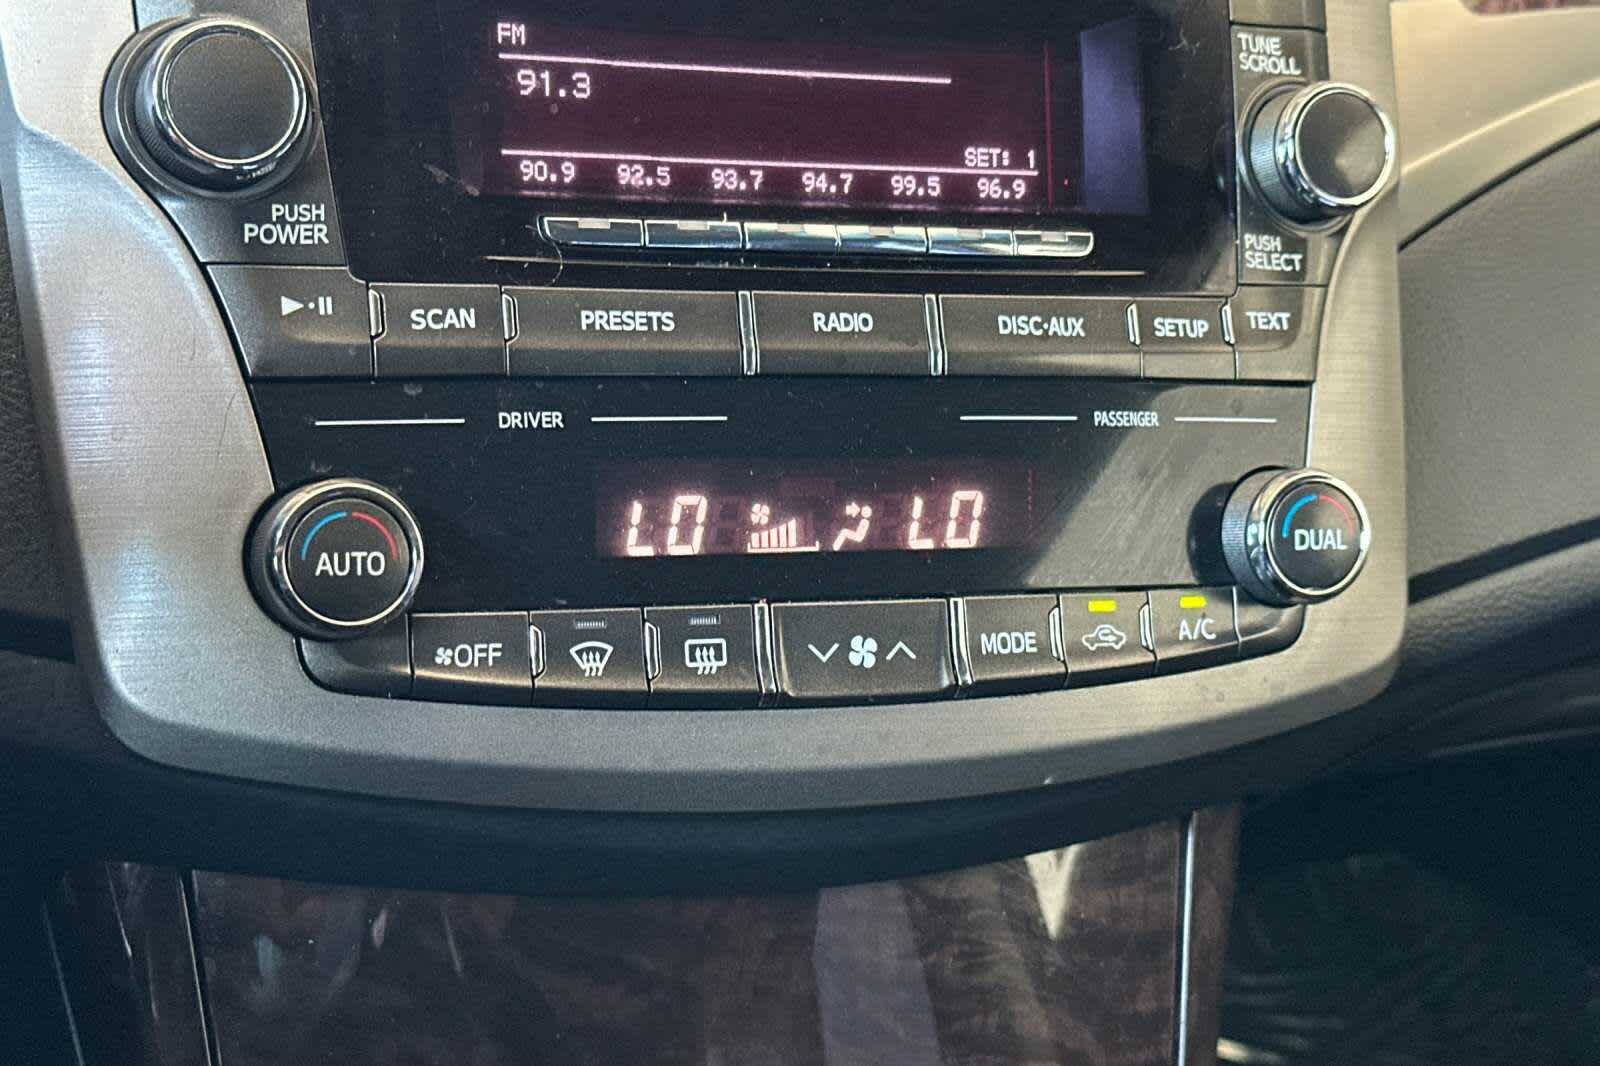 FM
91.3
SET: 1
90.9 92.5 93.7 94.7 99.5 96.9
TUNE
SCROLL
PUSH
POWER
PUSH
SELECT
SCAN PRESETS RADIO DISC·AUX SETUP TEXT
DRIVER PASSENGER
LO LO
AUTO DUAL
OFF MODE A/C